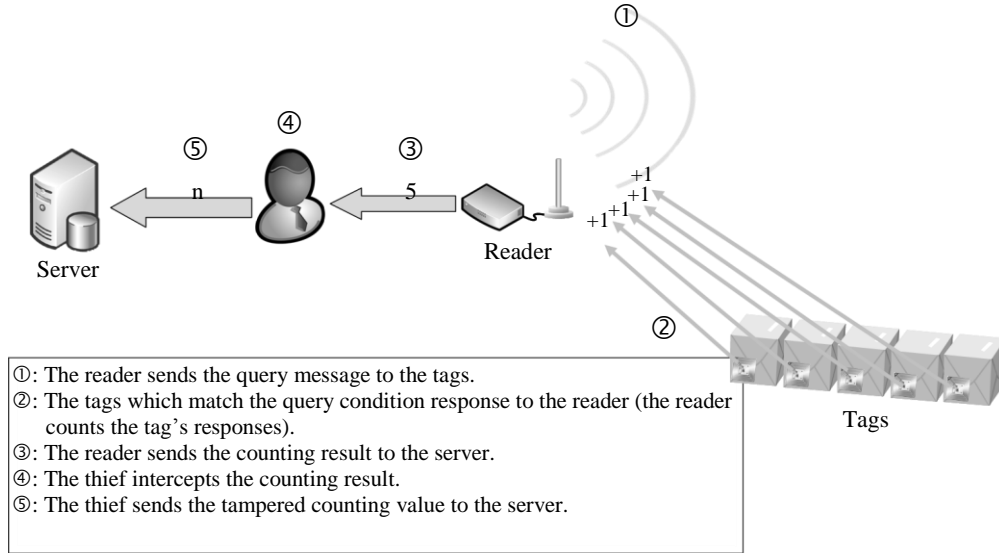 ①
④
⑤
③
+1
n
5
+1
+1
+1
Reader
Server
②
①: The reader sends the query message to the tags.
②: The tags which match the query condition response to the reader (the reader
counts the tag's responses).
③: The reader sends the counting result to the server.
④: The thief intercepts the counting result.
⑤: The thief sends the tampered counting value to the server.
Tags